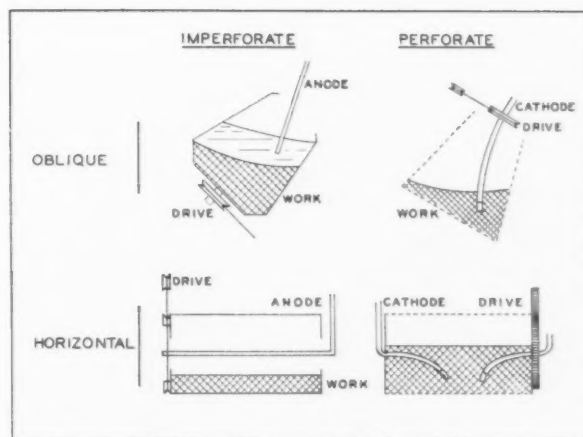 IMPERFORATE PERFORATE
ANODE
CATHODE
DRIVE
OBLIQUE
WORK
WORK
DRIVE
DRIVE
ANODE CATHODE DRIVE
HORIZONTAL
WORK